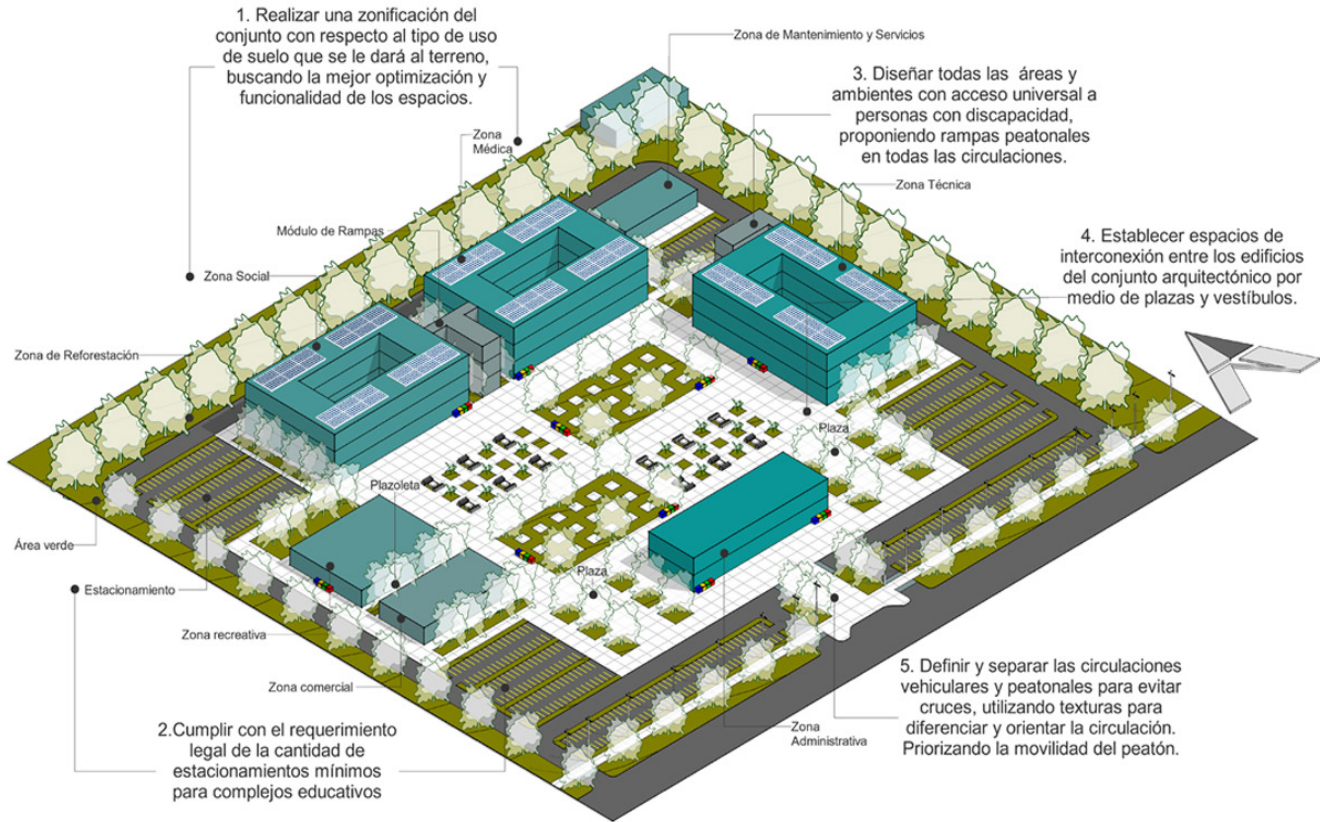 1. Realizar una zonificación del
conjunto con respecto al tipo de uso
de suelo que se le dará al terreno,
buscando la mejor optimización y
funcionalidad de los espacios.
Zona de Mantenimiento y Servicios
3. Diseñar todas las áreas y
ambientes con acceso universal a
personas con discapacidad,
proponiendo rampas peatonales
en todas las circulaciones.
Zona
Médica
Zona Técnica
Módulo de Rampas
4. Establecer espacios de
interconexión entre los edificios
del conjunto arquitectónico por
medio de plazas y vestíbulos.
Zona Social
Zona de Reforestación
Plaza
Plazoleta
Área verde
Plaza
Estacionamiento
Zona recreativa
Zona comercial
2.Cumplir con el requerimiento
legal de la cantidad de
estacionamientos mínimos
para complejos educativos
Zona
Administrativa
5. Definir y separar las circulaciones
vehiculares y peatonales para evitar
cruces, utilizando texturas para
diferenciar y orientar la circulación.
Priorizando la movilidad del peatón.